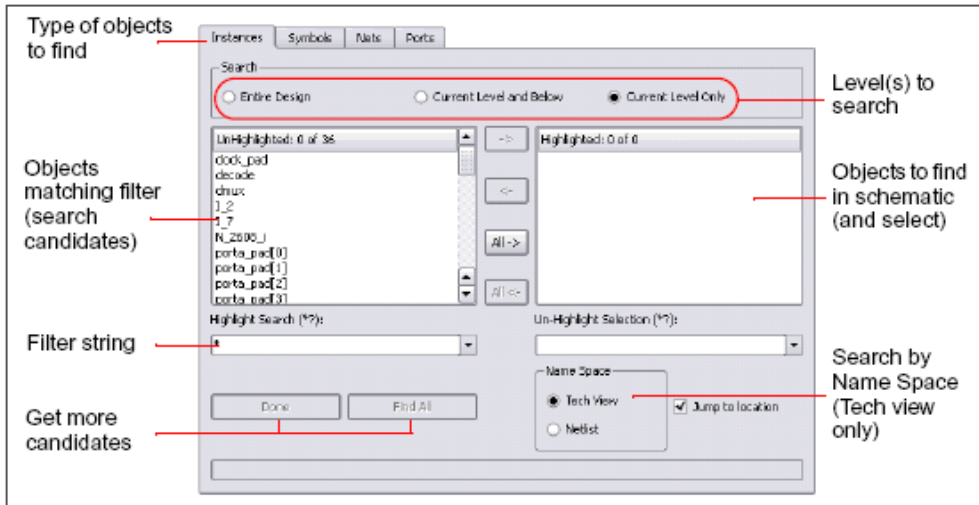 Type of objects
to find
Instances
Symbols
Nets
Ports
Search
Entire Design
Current Level and Below
Current Level Only
Level(s) to
search
UnHighlighted: 0 of 36
->
Highlighted: 0 of 0
clock_pad
decode
dmux
I_2
I_7
N_2608_i
porta_pad[0]
porta_pad[1]
porta_pad[2]
porta_pad[3]
<-
All ->
All <-
Objects
matching filter
(search
candidates)
Objects to find
in schematic
(and select)
Highlight Search (*?):
Un-Highlight Selection (*?):
Filter string
*
Name Space
Tech View
Netlist
Jump to location
Search by
Name Space
(Tech view
only)
Get more
candidates
Done
Find All